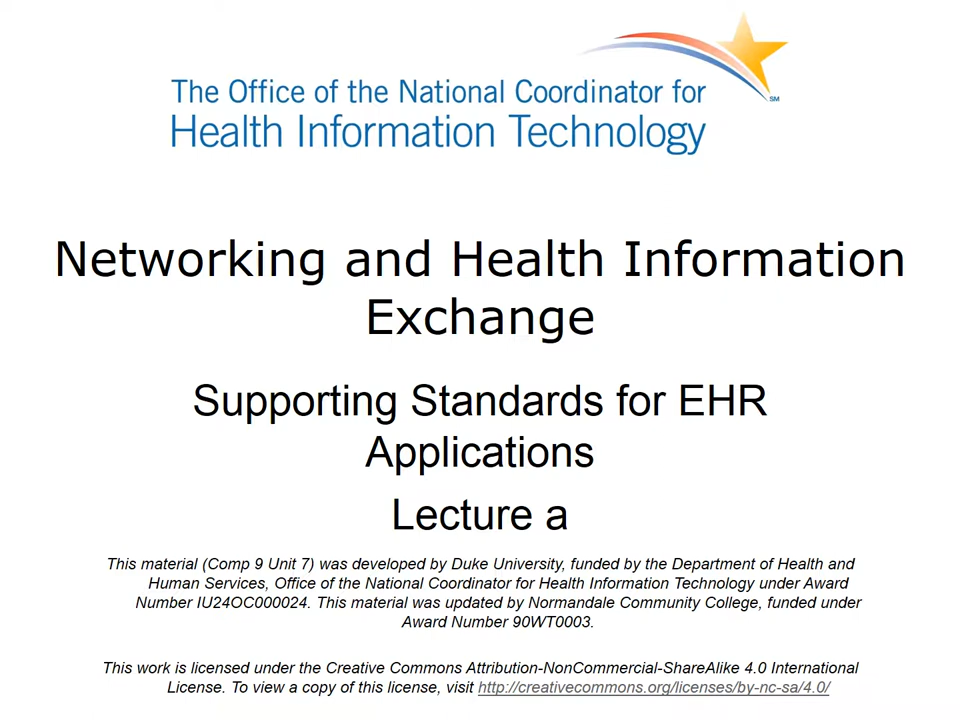 The Office of the National Coordinator for
Health Information Technology
SM
Networking and Health Information
Exchange
Supporting Standards for EHR
Applications
Lecture a
This material (Comp 9 Unit 7) was developed by Duke University, funded by the Department of Health and
Human Services, Office of the National Coordinator for Health Information Technology under Award
Number IU24OC000024. This material was updated by Normandale Community College, funded under
Award Number 90WT0003.
This work is licensed under the Creative Commons Attribution-NonCommercial-ShareAlike 4.0 International
License. To view a copy of this license, visit http://creativecommons.org/licenses/by-nc-sa/4.0/